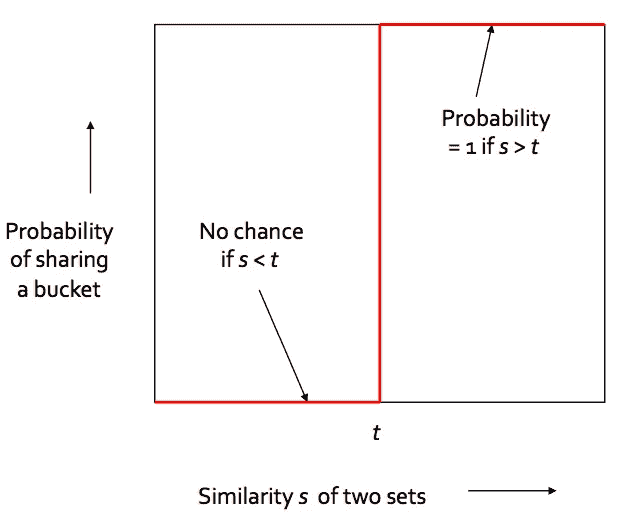 Probability
= 1 if s > t
Probability
of sharing
a bucket
No chance
if s < t
t
Similarity s of two sets